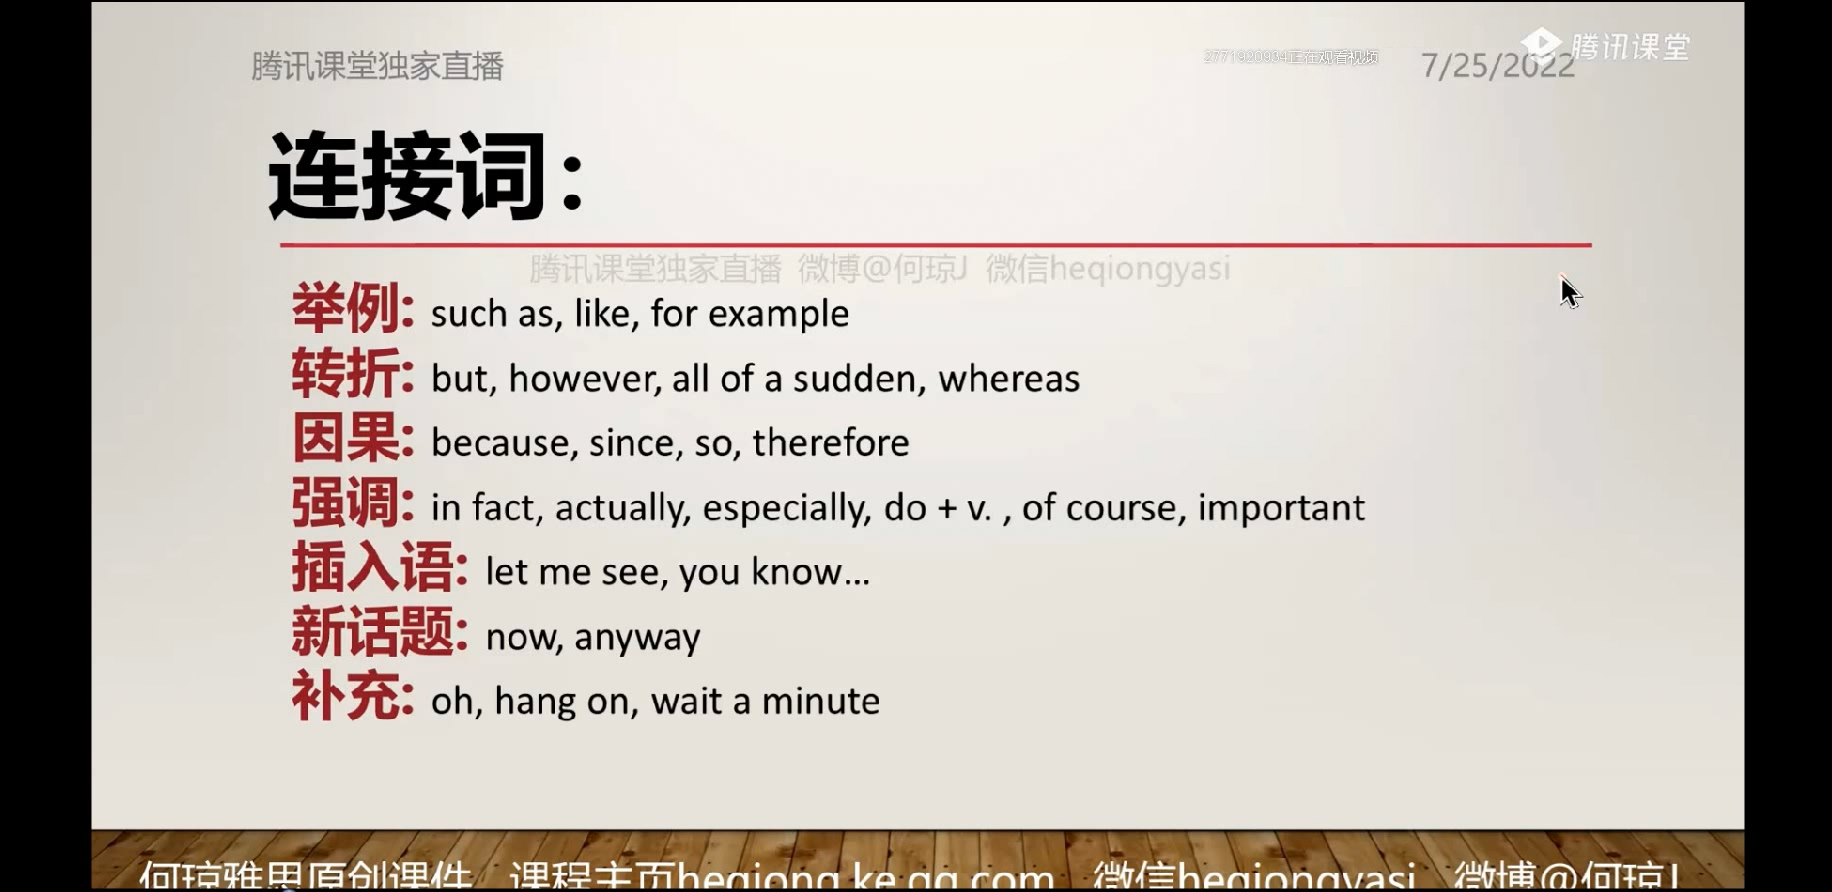 腾讯课堂独家直播
2771920934正在观看视频
7/25/2022
腾讯课堂
连接词：
腾讯课堂独家直播 微博@何琼J 微信heqiongyasi
举例: such as, like, for example
转折: but, however, all of a sudden, whereas
因果: because, since, so, therefore
强调: in fact, actually, especially, do + v. , of course, important
插入语: let me see, you know...
新话题: now, anyway
补充: oh, hang on, wait a minute
何琼雅思原创课件 课程主页heqiong.ke.qq.com 微信heqiongyasi 微博@何琼J